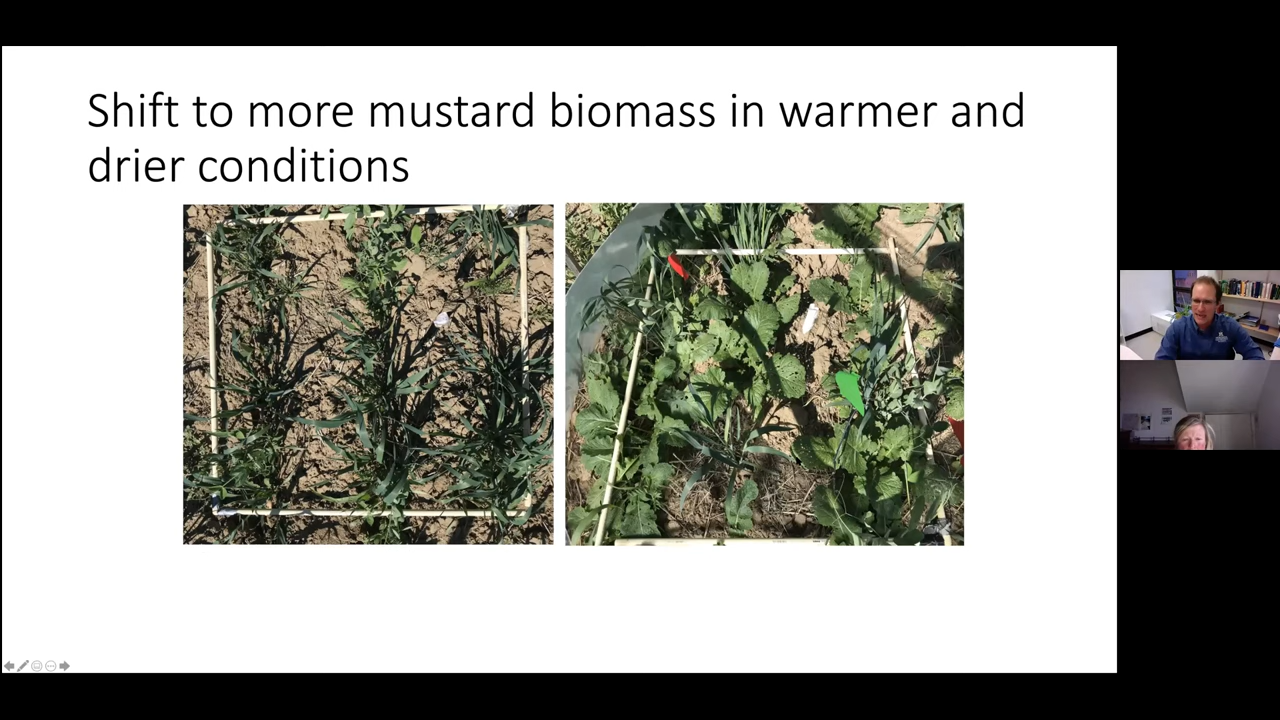 Shift to more mustard biomass in warmer and
drier conditions